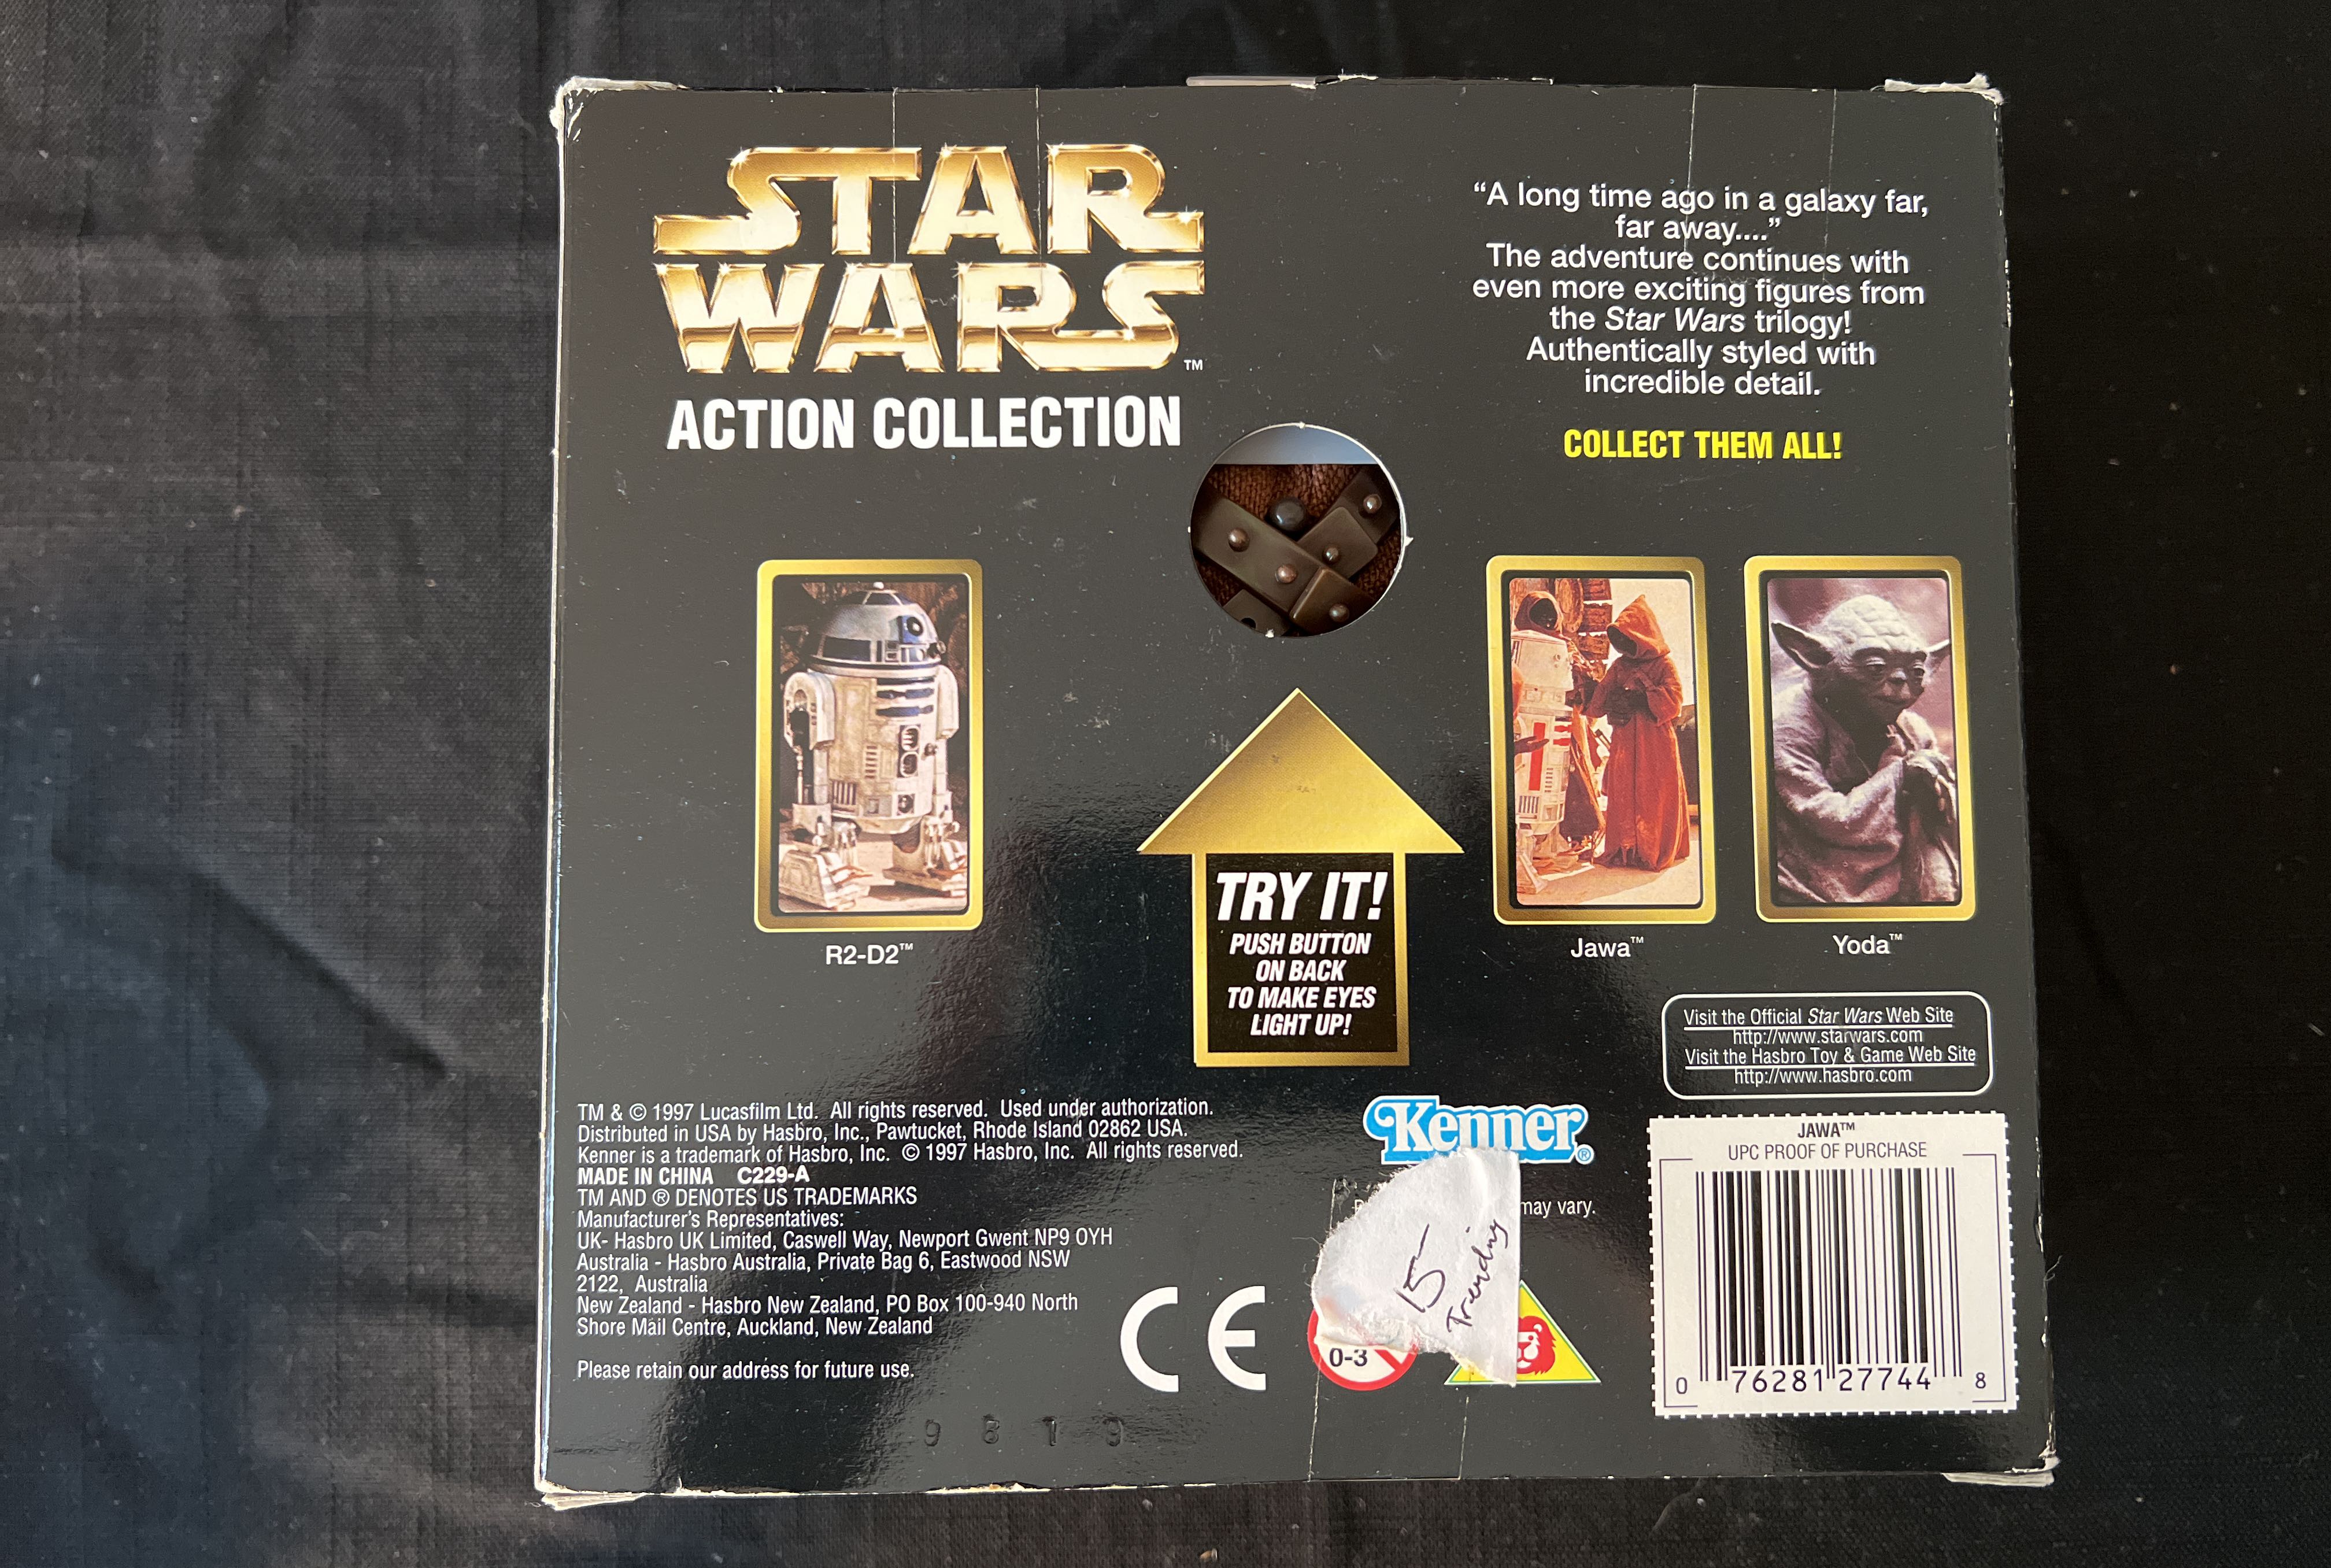 STAR
WARS™
ACTION COLLECTION
“A long time ago in a galaxy far,
far away....”
The adventure continues with
even more exciting figures from
the Star Wars trilogy!
Authentically styled with
incredible detail.
COLLECT THEM ALL!
R2-D2™
Jawa™
Yoda™
TRY IT!
PUSH BUTTON
ON BACK
TO MAKE EYES
LIGHT UP!
Visit the Official Star Wars Web Site
http://www.starwars.com
Visit the Hasbro Toy & Game Web Site
http://www.hasbro.com
TM & © 1997 Lucasfilm Ltd. All rights reserved. Used under authorization.
Distributed in USA by Hasbro, Inc., Pawtucket, Rhode Island 02862 USA.
Kenner is a trademark of Hasbro, Inc. © 1997 Hasbro, Inc. All rights reserved.
MADE IN CHINA C229-A
TM AND ® DENOTES US TRADEMARKS
Manufacturer's Representatives:
UK- Hasbro UK Limited, Caswell Way, Newport Gwent NP9 OYH
Australia - Hasbro Australia, Private Bag 6, Eastwood NSW
2122, Australia
New Zealand - Hasbro New Zealand, PO Box 100-940 North
Shore Mail Centre, Auckland, New Zealand
Please retain our address for future use.
Kenner®
may vary.
15
CE
0-3
JAWA™
UPC PROOF OF PURCHASE
0 76281 27744 8